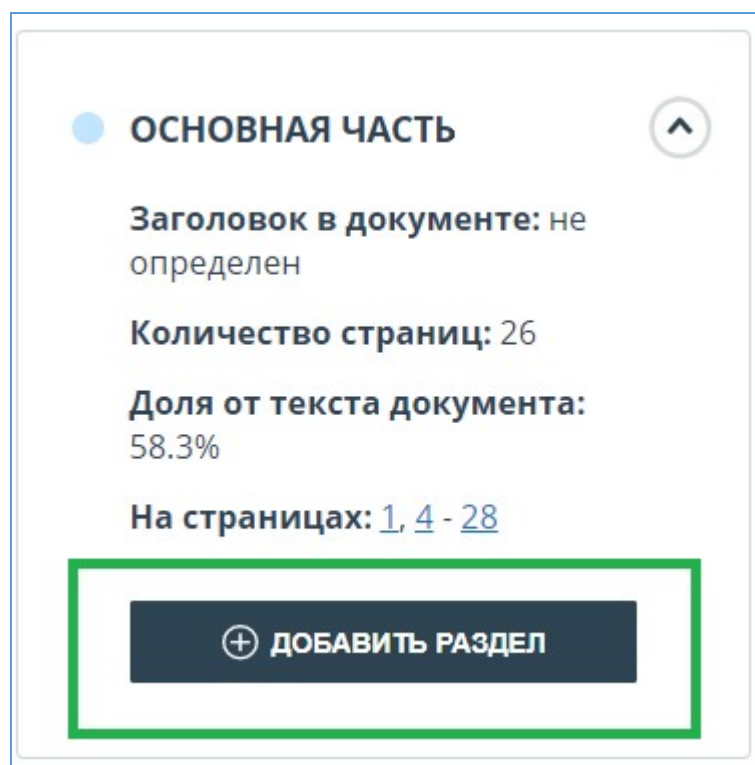 ОСНОВНАЯ ЧАСТЬ
Заголовок в документе: не
определен
Количество страниц: 26
Доля от текста документа:
58.3%
На страницах: 1, 4 - 28
ДОБАВИТЬ РАЗДЕЛ